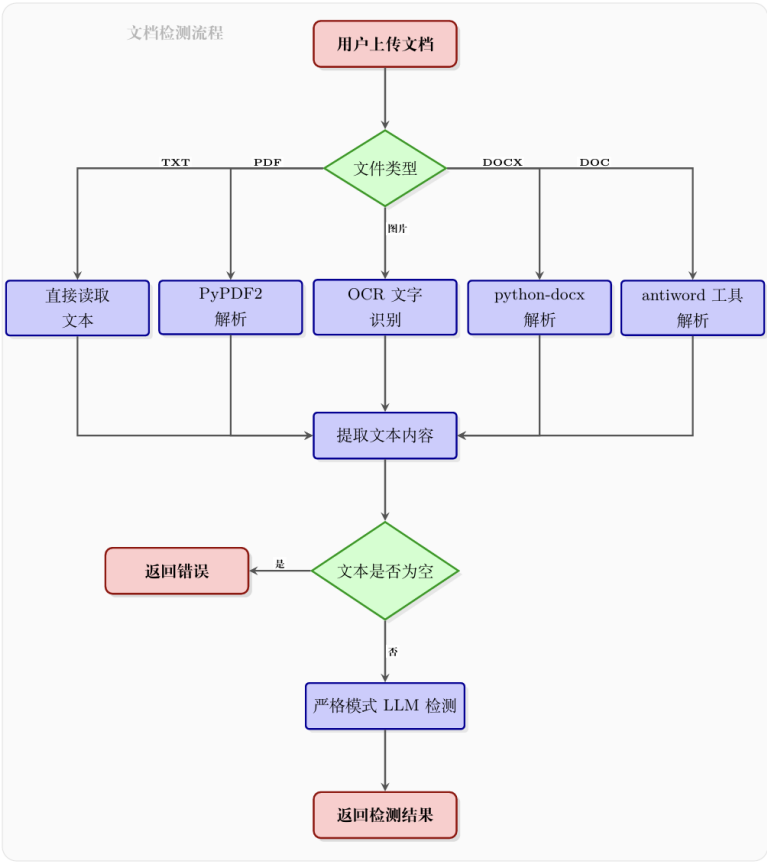 文档检测流程
用户上传文档
文件类型
TXT
PDF
DOCX
DOC
图片
直接读取
文本
PyPDF2
解析
OCR 文字
识别
python-docx
解析
antiword 工具
解析
提取文本内容
文本是否为空
是
返回错误
否
严格模式 LLM 检测
返回检测结果